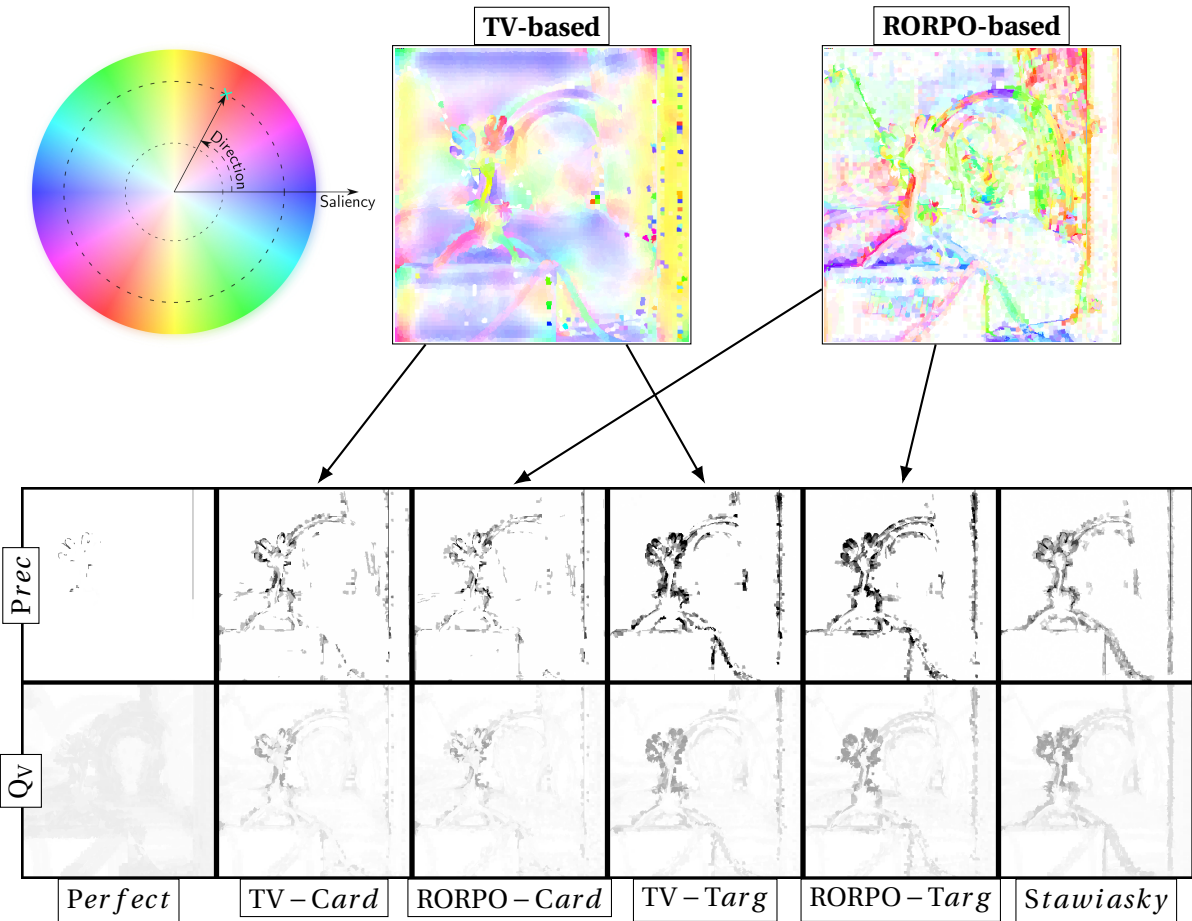 TV-based
RORPO-based
Direction
Saliency
Prec
Qv
Perfect
TV – Card
RORPO – Card
TV – Targ
RORPO – Targ
Stawiasky